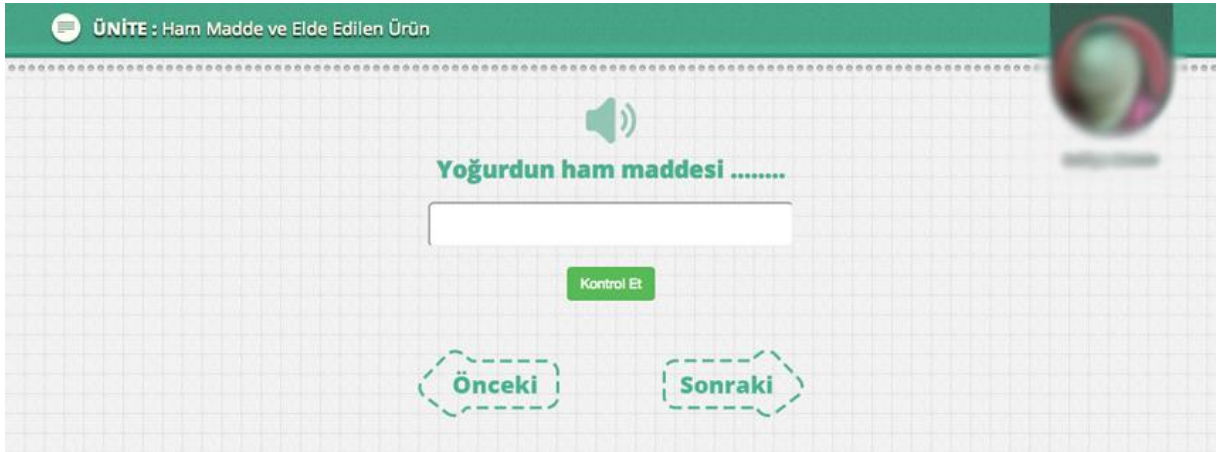 ÜNİTE : Ham Madde ve Elde Edilen Ürün
Yoğurdun ham maddesi ........
Kontrol Et
Önceki
Sonraki